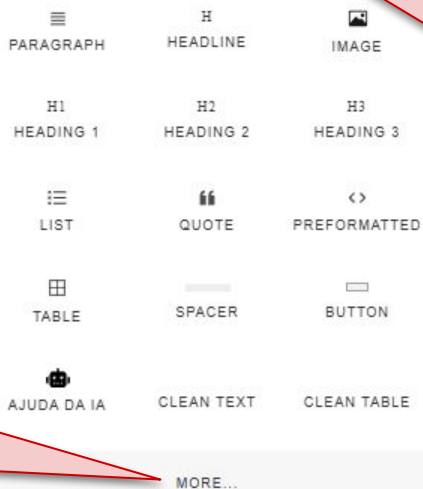 H
PARAGRAPH HEADLINE IMAGE
H1 H2 H3
HEADING 1 HEADING 2 HEADING 3
LIST QUOTE PREFORMATTED
TABLE SPACER BUTTON
AJUDA DA IA CLEAN TEXT CLEAN TABLE
MORE...